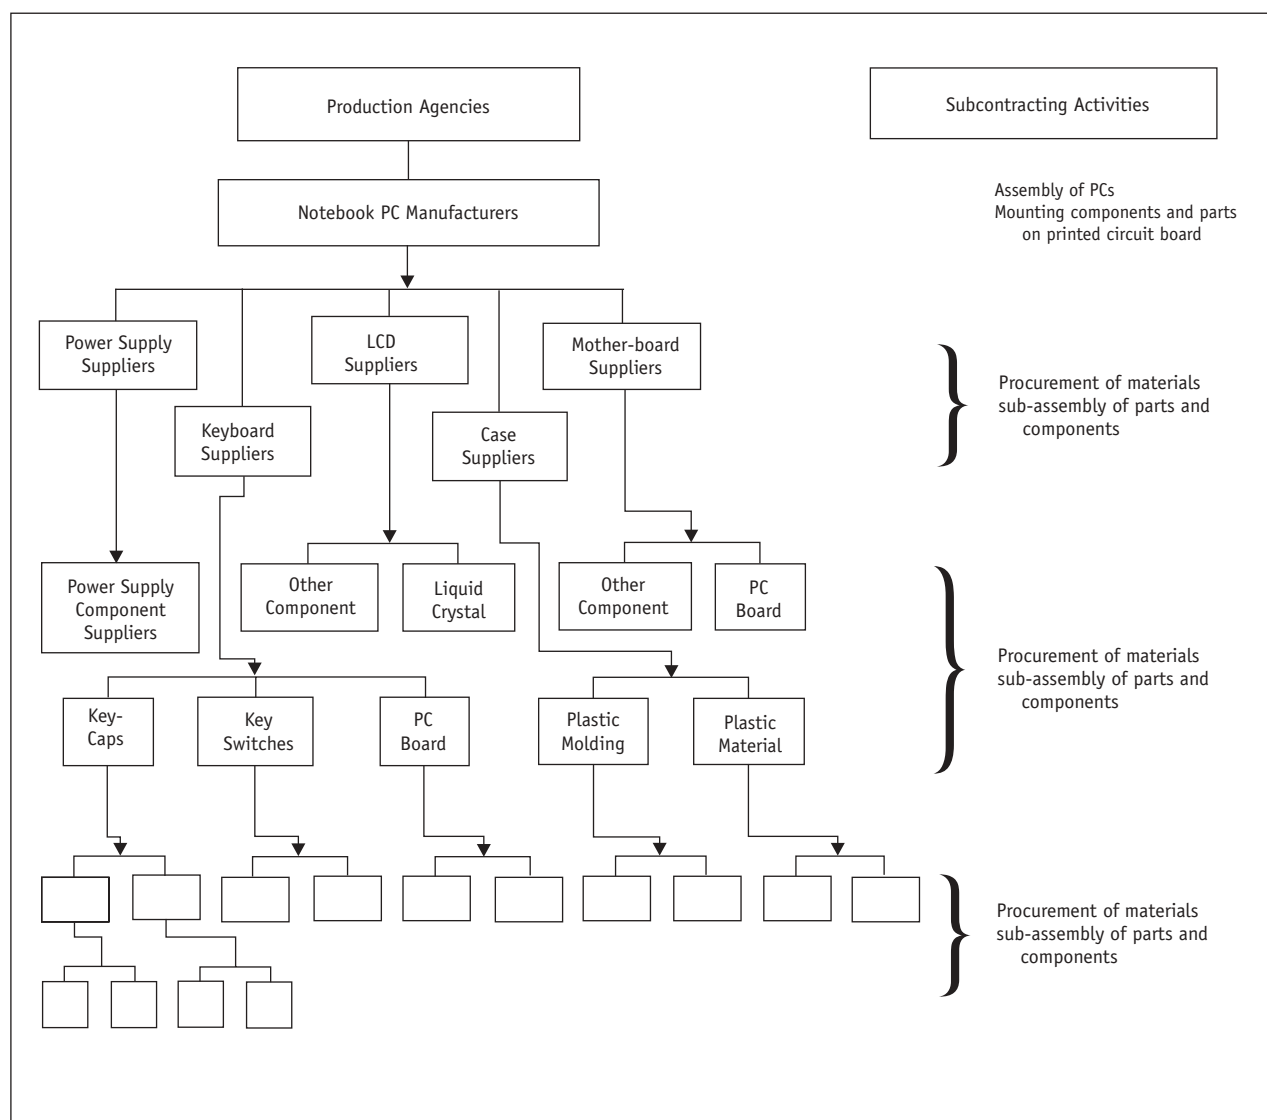 Production Agencies
Subcontracting Activities
Notebook PC Manufacturers
Assembly of PCs
Mounting components and parts
on printed circuit board
Power Supply
Suppliers
LCD
Suppliers
Mother-board
Suppliers
Keyboard
Suppliers
Case
Suppliers
Procurement of materials
sub-assembly of parts and
components
Power Supply
Component
Suppliers
Other
Component
Liquid
Crystal
Other
Component
PC
Board
Key-
Caps
Key
Switches
PC
Board
Plastic
Molding
Plastic
Material
Procurement of materials
sub-assembly of parts and
components
Procurement of materials
sub-assembly of parts and
components